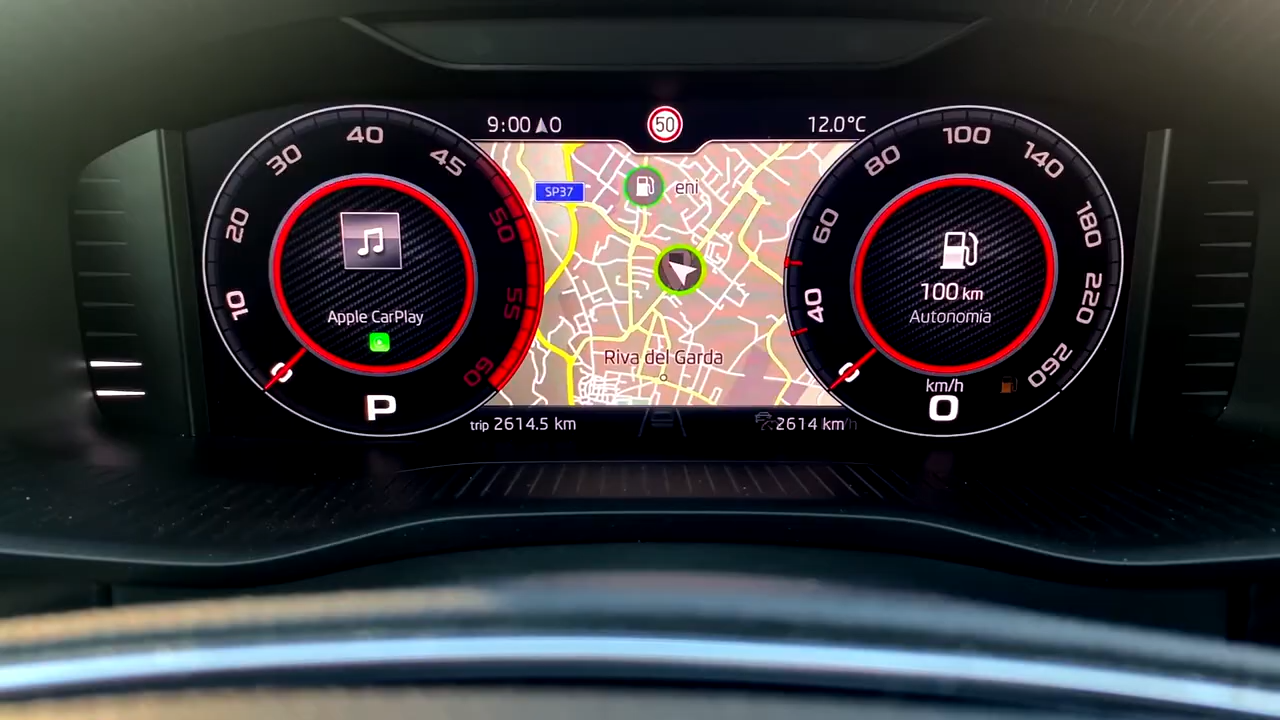 9:00 0
50
12.0°C
0
10
20
30
40
45
50
55
60
Apple CarPlay
P
SP37
eni
Riva del Garda
trip 2614.5 km
2614 km/h
0
40
60
80
100
140
180
220
260
100 km
Autonomia
km/h
0